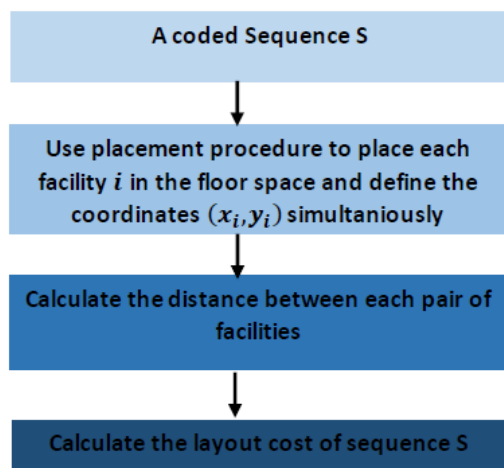 A coded Sequence S
Use placement procedure to place each
facility i in the floor space and define the
coordinates (xᵢ,yᵢ) simultaniously
Calculate the distance between each pair of
facilities
Calculate the layout cost of sequence S